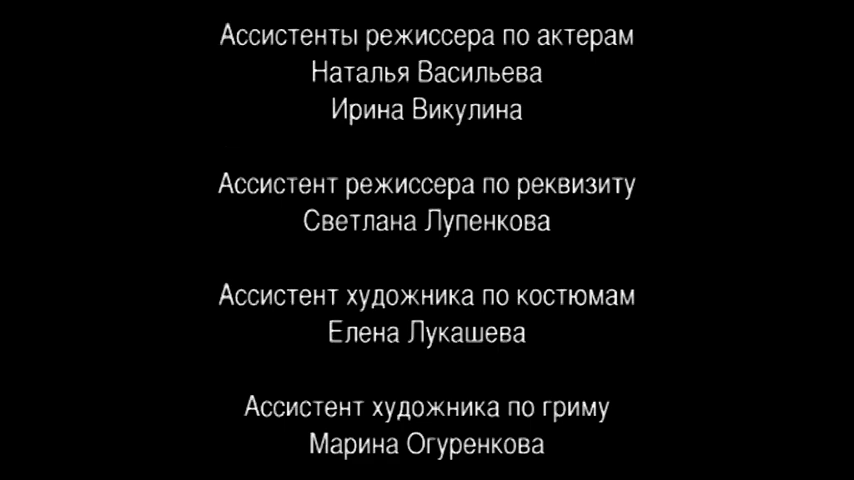 Ассистенты режиссера по актерам
Наталья Васильева
Ирина Викулина
Ассистент режиссера по реквизиту
Светлана Лупенкова
Ассистент художника по костюмам
Елена Лукашева
Ассистент художника по гриму
Марина Огуренкова